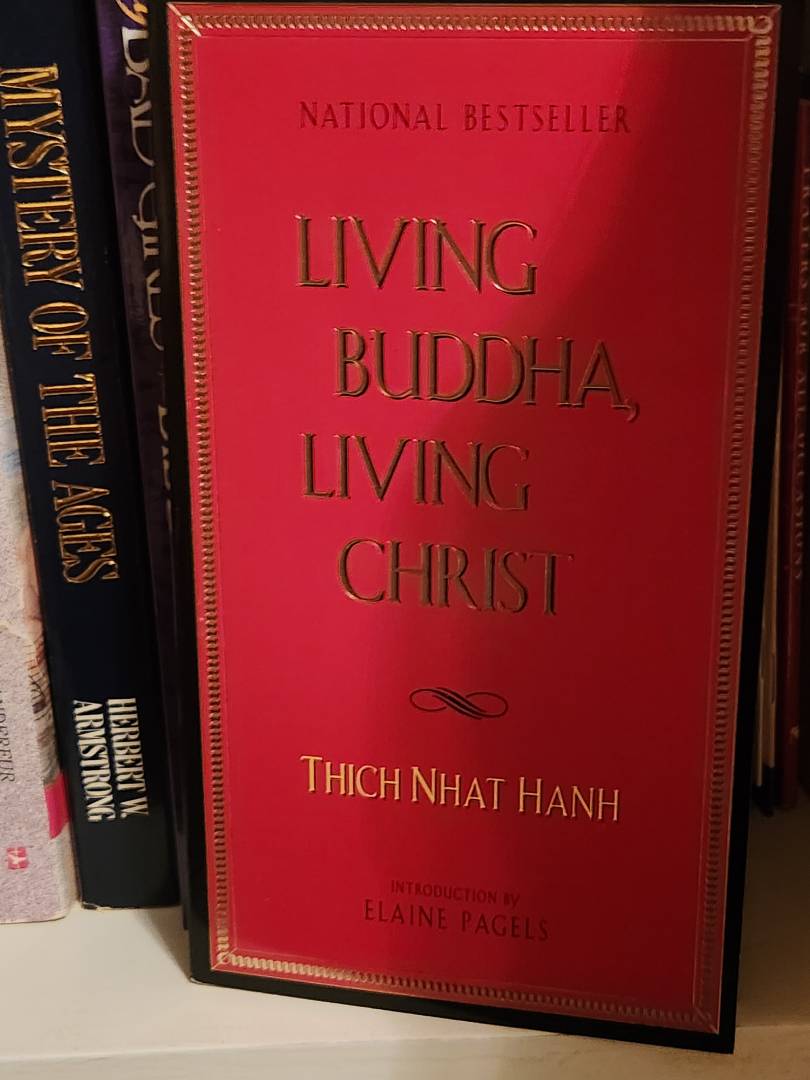 NATIONAL BESTSELLER
LIVING
BUDDHA,
LIVING
CHRIST
THICH NHAT HANH
INTRODUCTION BY
ELAINE PAGELS
MYSTERY OF THE AGES
HERBERT W.
ARMSTRONG